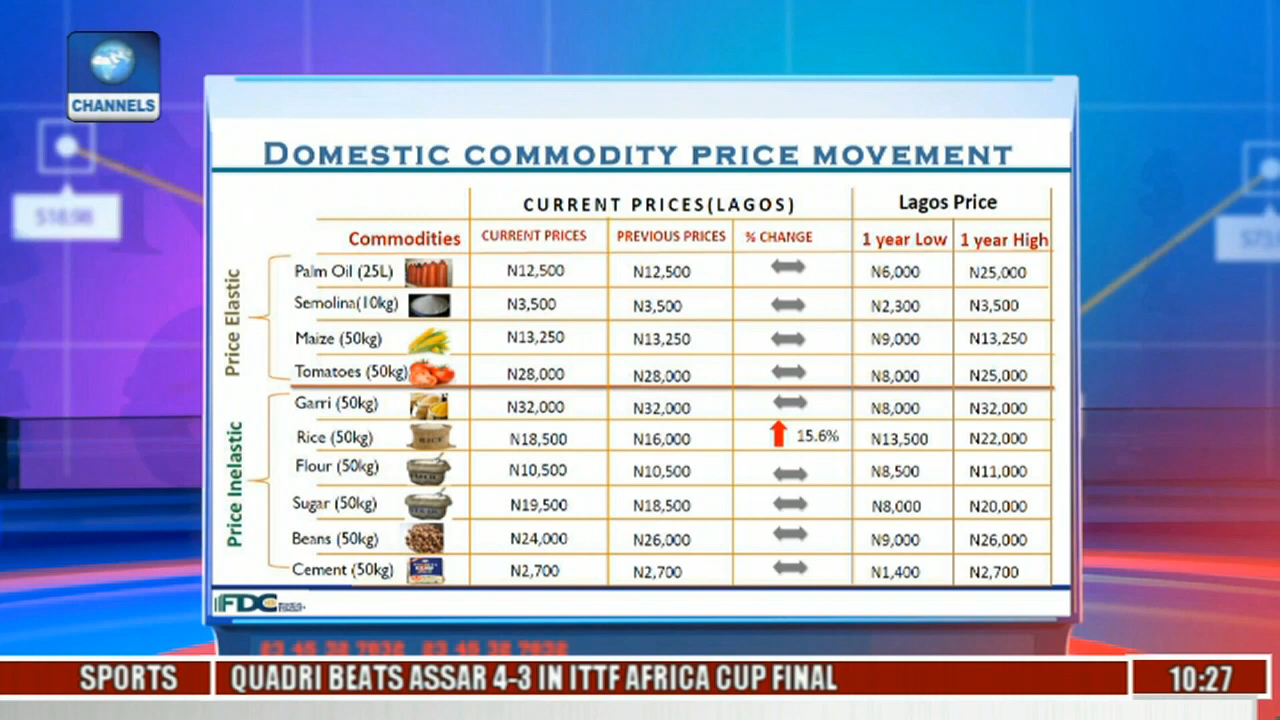 CHANNELS
DOMESTIC COMMODITY PRICE MOVEMENT
CURRENT PRICES(LAGOS) Lagos Price
Commodities CURRENT PRICES PREVIOUS PRICES % CHANGE 1 year Low 1 year High
Price Elastic
Palm Oil (25L) N12,500 N12,500 N6,000 N25,000
Semolina(10kg) N3,500 N3,500 N2,300 N3,500
Maize (50kg) N13,250 N13,250 N9,000 N13,250
Tomatoes (50kg) N28,000 N28,000 N8,000 N25,000
Price Inelastic
Garri (50kg) N32,000 N32,000 N8,000 N32,000
Rice (50kg) N18,500 N16,000 15.6% N13,500 N22,000
Flour (50kg) N10,500 N10,500 N8,500 N11,000
Sugar (50kg) N19,500 N18,500 N8,000 N20,000
Beans (50kg) N24,000 N26,000 N9,000 N26,000
Cement (50kg) N2,700 N2,700 N1,400 N2,700
FDC
SPORTS QUADRI BEATS ASSAR 4-3 IN ITTF AFRICA CUP FINAL 10:27